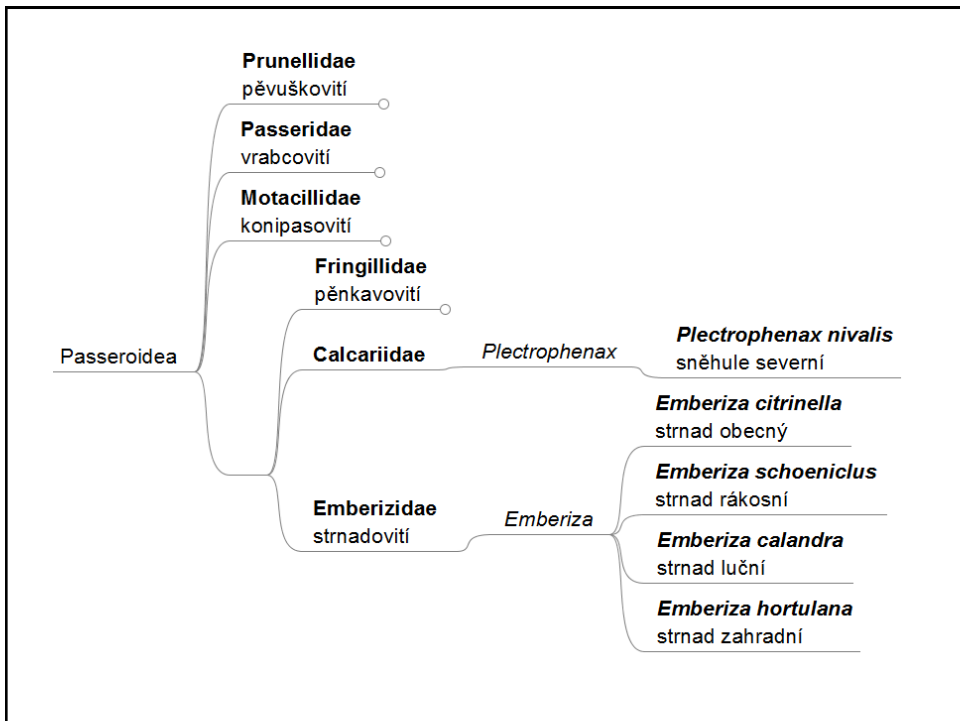 Prunellidae
pěvuškovití
Passeridae
vrabcovití
Motacillidae
konipasovití
Fringillidae
pěnkavovití
Passeroidea
Calcariidae
Plectrophenax
Plectrophenax nivalis
sněhule severní
Emberiza citrinella
strnad obecný
Emberiza schoeniclus
strnad rákosní
Emberizidae
strnadovití
Emberiza
Emberiza calandra
strnad luční
Emberiza hortulana
strnad zahradní